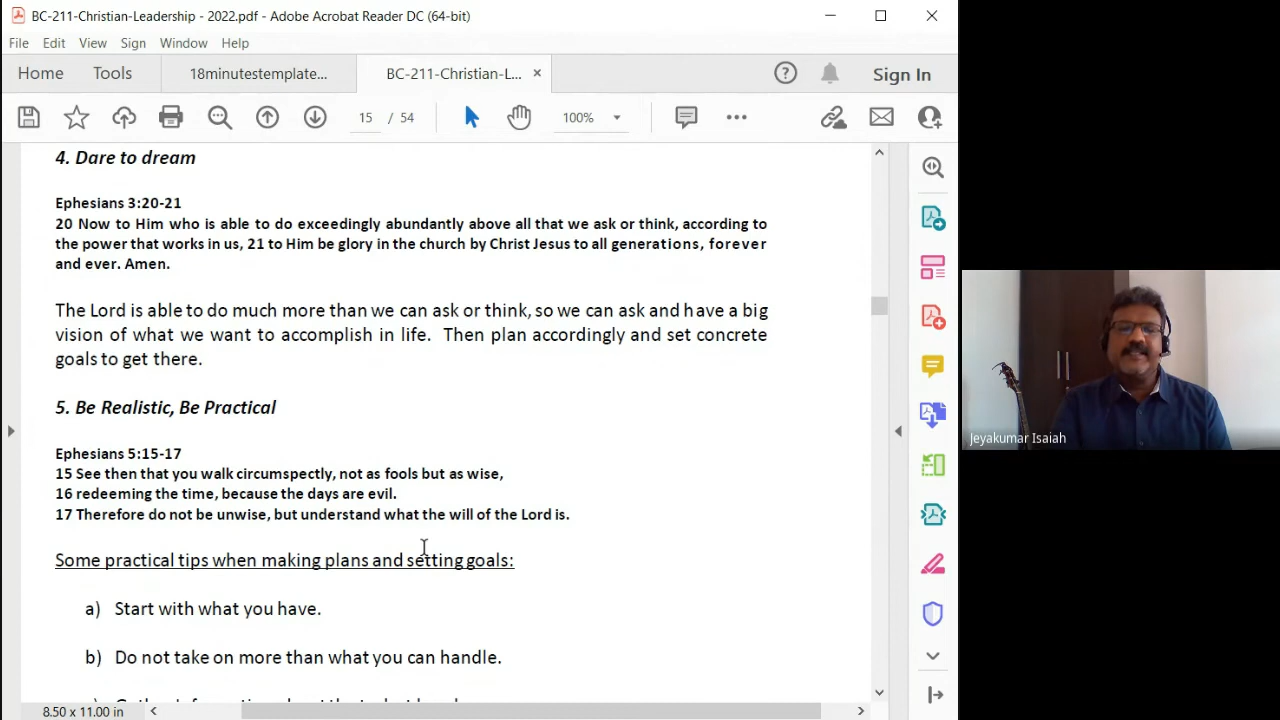 BC-211-Christian-Leadership - 2022.pdf - Adobe Acrobat Reader DC (64-bit)
File Edit View Sign Window Help
Home Tools 18minutestemplate... BC-211-Christian-L... Sign In
15 / 54 100%
4. Dare to dream
Ephesians 3:20-21
20 Now to Him who is able to do exceedingly abundantly above all that we ask or think, according to
the power that works in us, 21 to Him be glory in the church by Christ Jesus to all generations, forever
and ever. Amen.
The Lord is able to do much more than we can ask or think, so we can ask and have a big
vision of what we want to accomplish in life. Then plan accordingly and set concrete
goals to get there.
5. Be Realistic, Be Practical
Ephesians 5:15-17
15 See then that you walk circumspectly, not as fools but as wise,
16 redeeming the time, because the days are evil.
17 Therefore do not be unwise, but understand what the will of the Lord is.
Some practical tips when making plans and setting goals:
a) Start with what you have.
b) Do not take on more than what you can handle.
8.50 x 11.00 in
Jeyakumar Isaiah